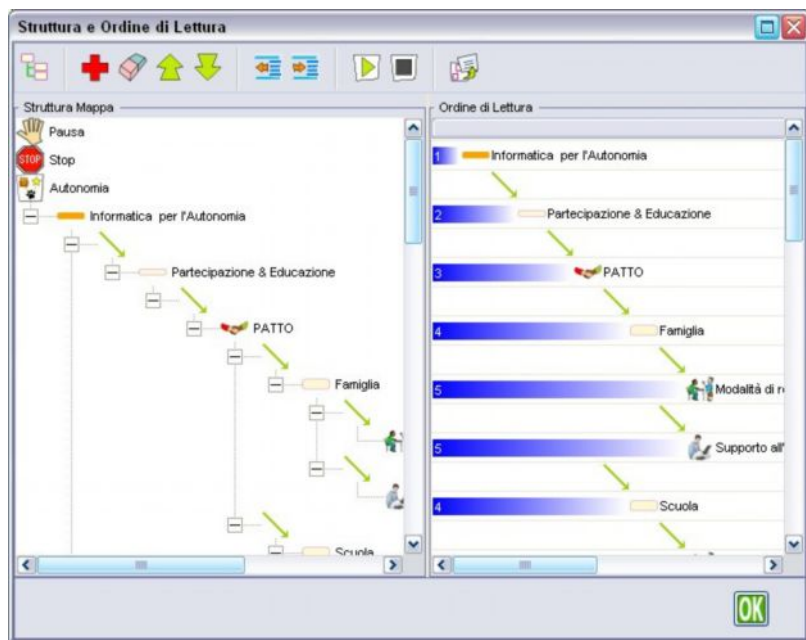 Struttura e Ordine di Lettura
Struttura Mappa
Pausa
STOP Stop
Autonomia
Informatica per l'Autonomia
Partecipazione & Educazione
PATTO
Famiglia
Scuola
Ordine di Lettura
1 Informatica per l'Autonomia
2 Partecipazione & Educazione
3 PATTO
4 Famiglia
5 Modalità di
5 Supporto all'
4 Scuola
OK